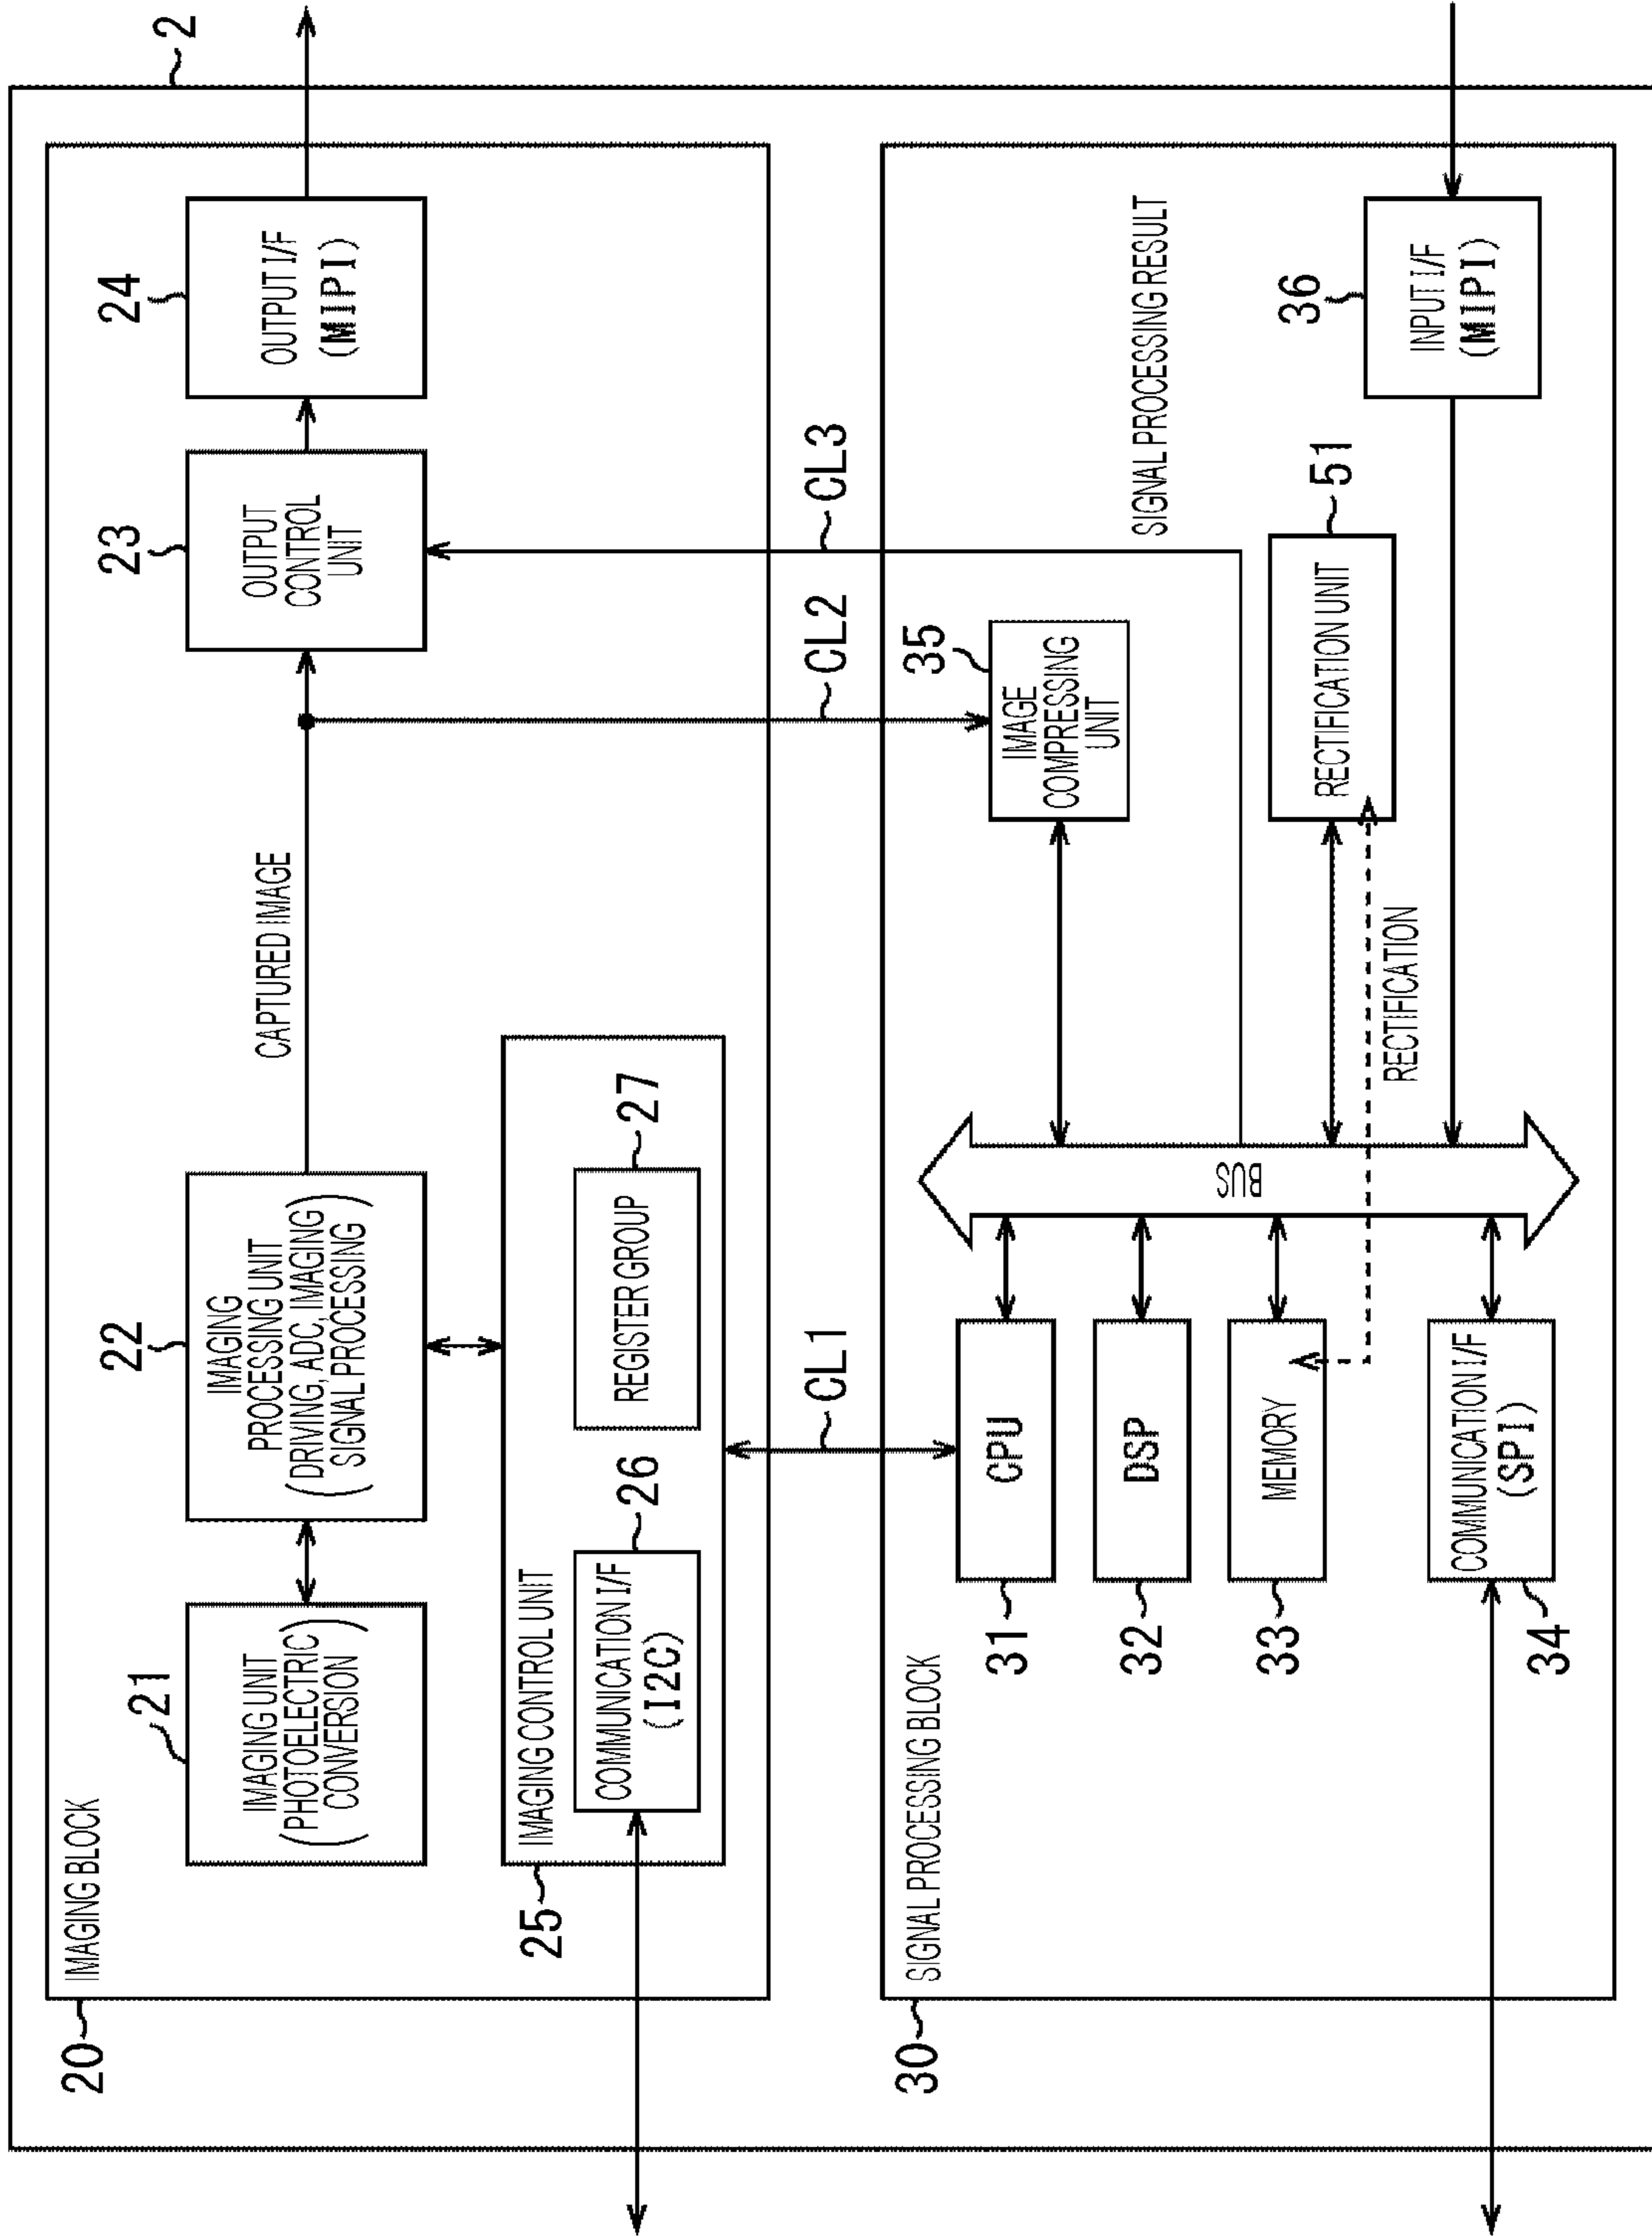 2
20
IMAGING BLOCK
21
IMAGING UNIT
(PHOTOELECTRIC
CONVERSION)
22
IMAGING
PROCESSING UNIT
(DRIVING, ADC, IMAGING
SIGNAL PROCESSING)
CAPTURED IMAGE
23
OUTPUT
CONTROL
UNIT
24
OUTPUT I/F
(MIPI)
25
IMAGING CONTROL UNIT
COMMUNICATION I/F
(I2C)
26
REGISTER GROUP
27
CL1
CL2
CL3
30
SIGNAL PROCESSING BLOCK
31
CPU
32
DSP
33
MEMORY
34
COMMUNICATION I/F
(SPI)
BUS
35
IMAGE
COMPRESSING
UNIT
SIGNAL PROCESSING RESULT
RECTIFICATION UNIT
51
RECTIFICATION
36
INPUT I/F
(MIPI)